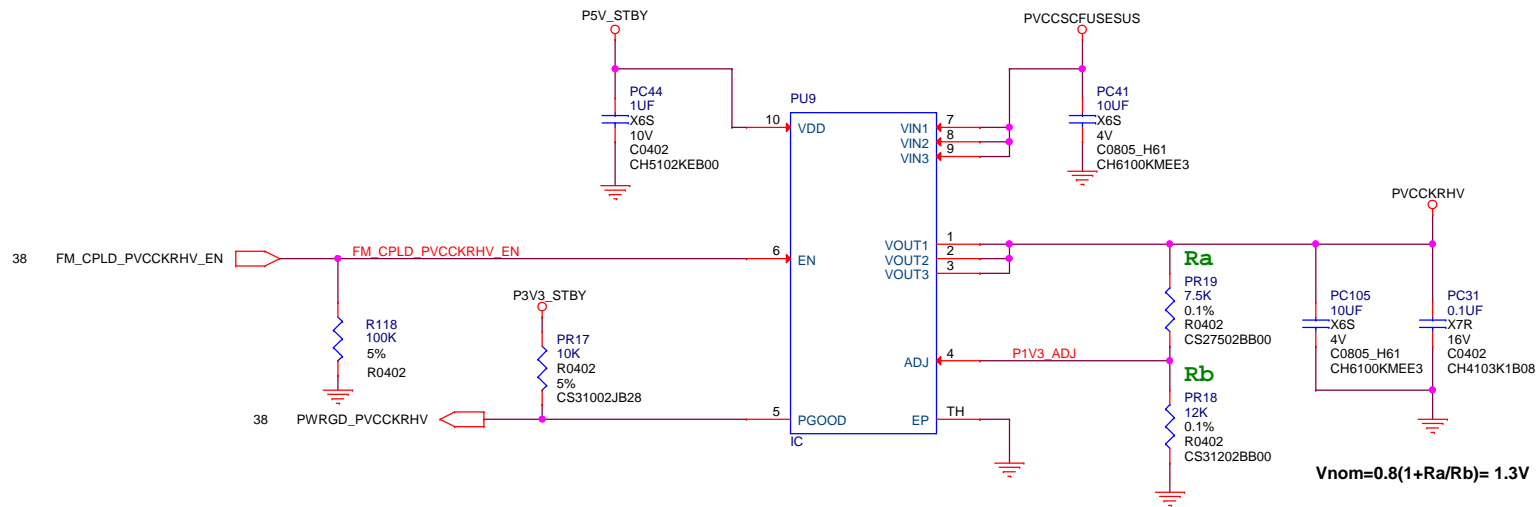 P5V_STBY
PVCCSCFUSESUS
PC44
1UF
X6S
10V
C0402
CH5102KEB00
PU9
10
VDD
VIN1
7
VIN2
8
VIN3
9
PC41
10UF
X6S
4V
C0805_H61
CH6100KMEE3
PVCCKRHV
38
FM_CPLD_PVCCKRHV_EN
FM_CPLD_PVCCKRHV_EN
6
EN
VOUT1
1
VOUT2
2
VOUT3
3
Ra
PR19
7.5K
0.1%
R0402
CS27502BB00
PC105
10UF
X6S
4V
C0805_H61
CH6100KMEE3
PC31
0.1UF
X7R
16V
C0402
CH4103K1B08
R118
100K
5%
R0402
P3V3_STBY
PR17
10K
R0402
5%
CS31002JB28
ADJ
4
P1V3_ADJ
Rb
PR18
12K
0.1%
R0402
CS31202BB00
38
PWRGD_PVCCKRHV
5
PGOOD
EP
TH
IC
Vnom=0.8(1+Ra/Rb)= 1.3V